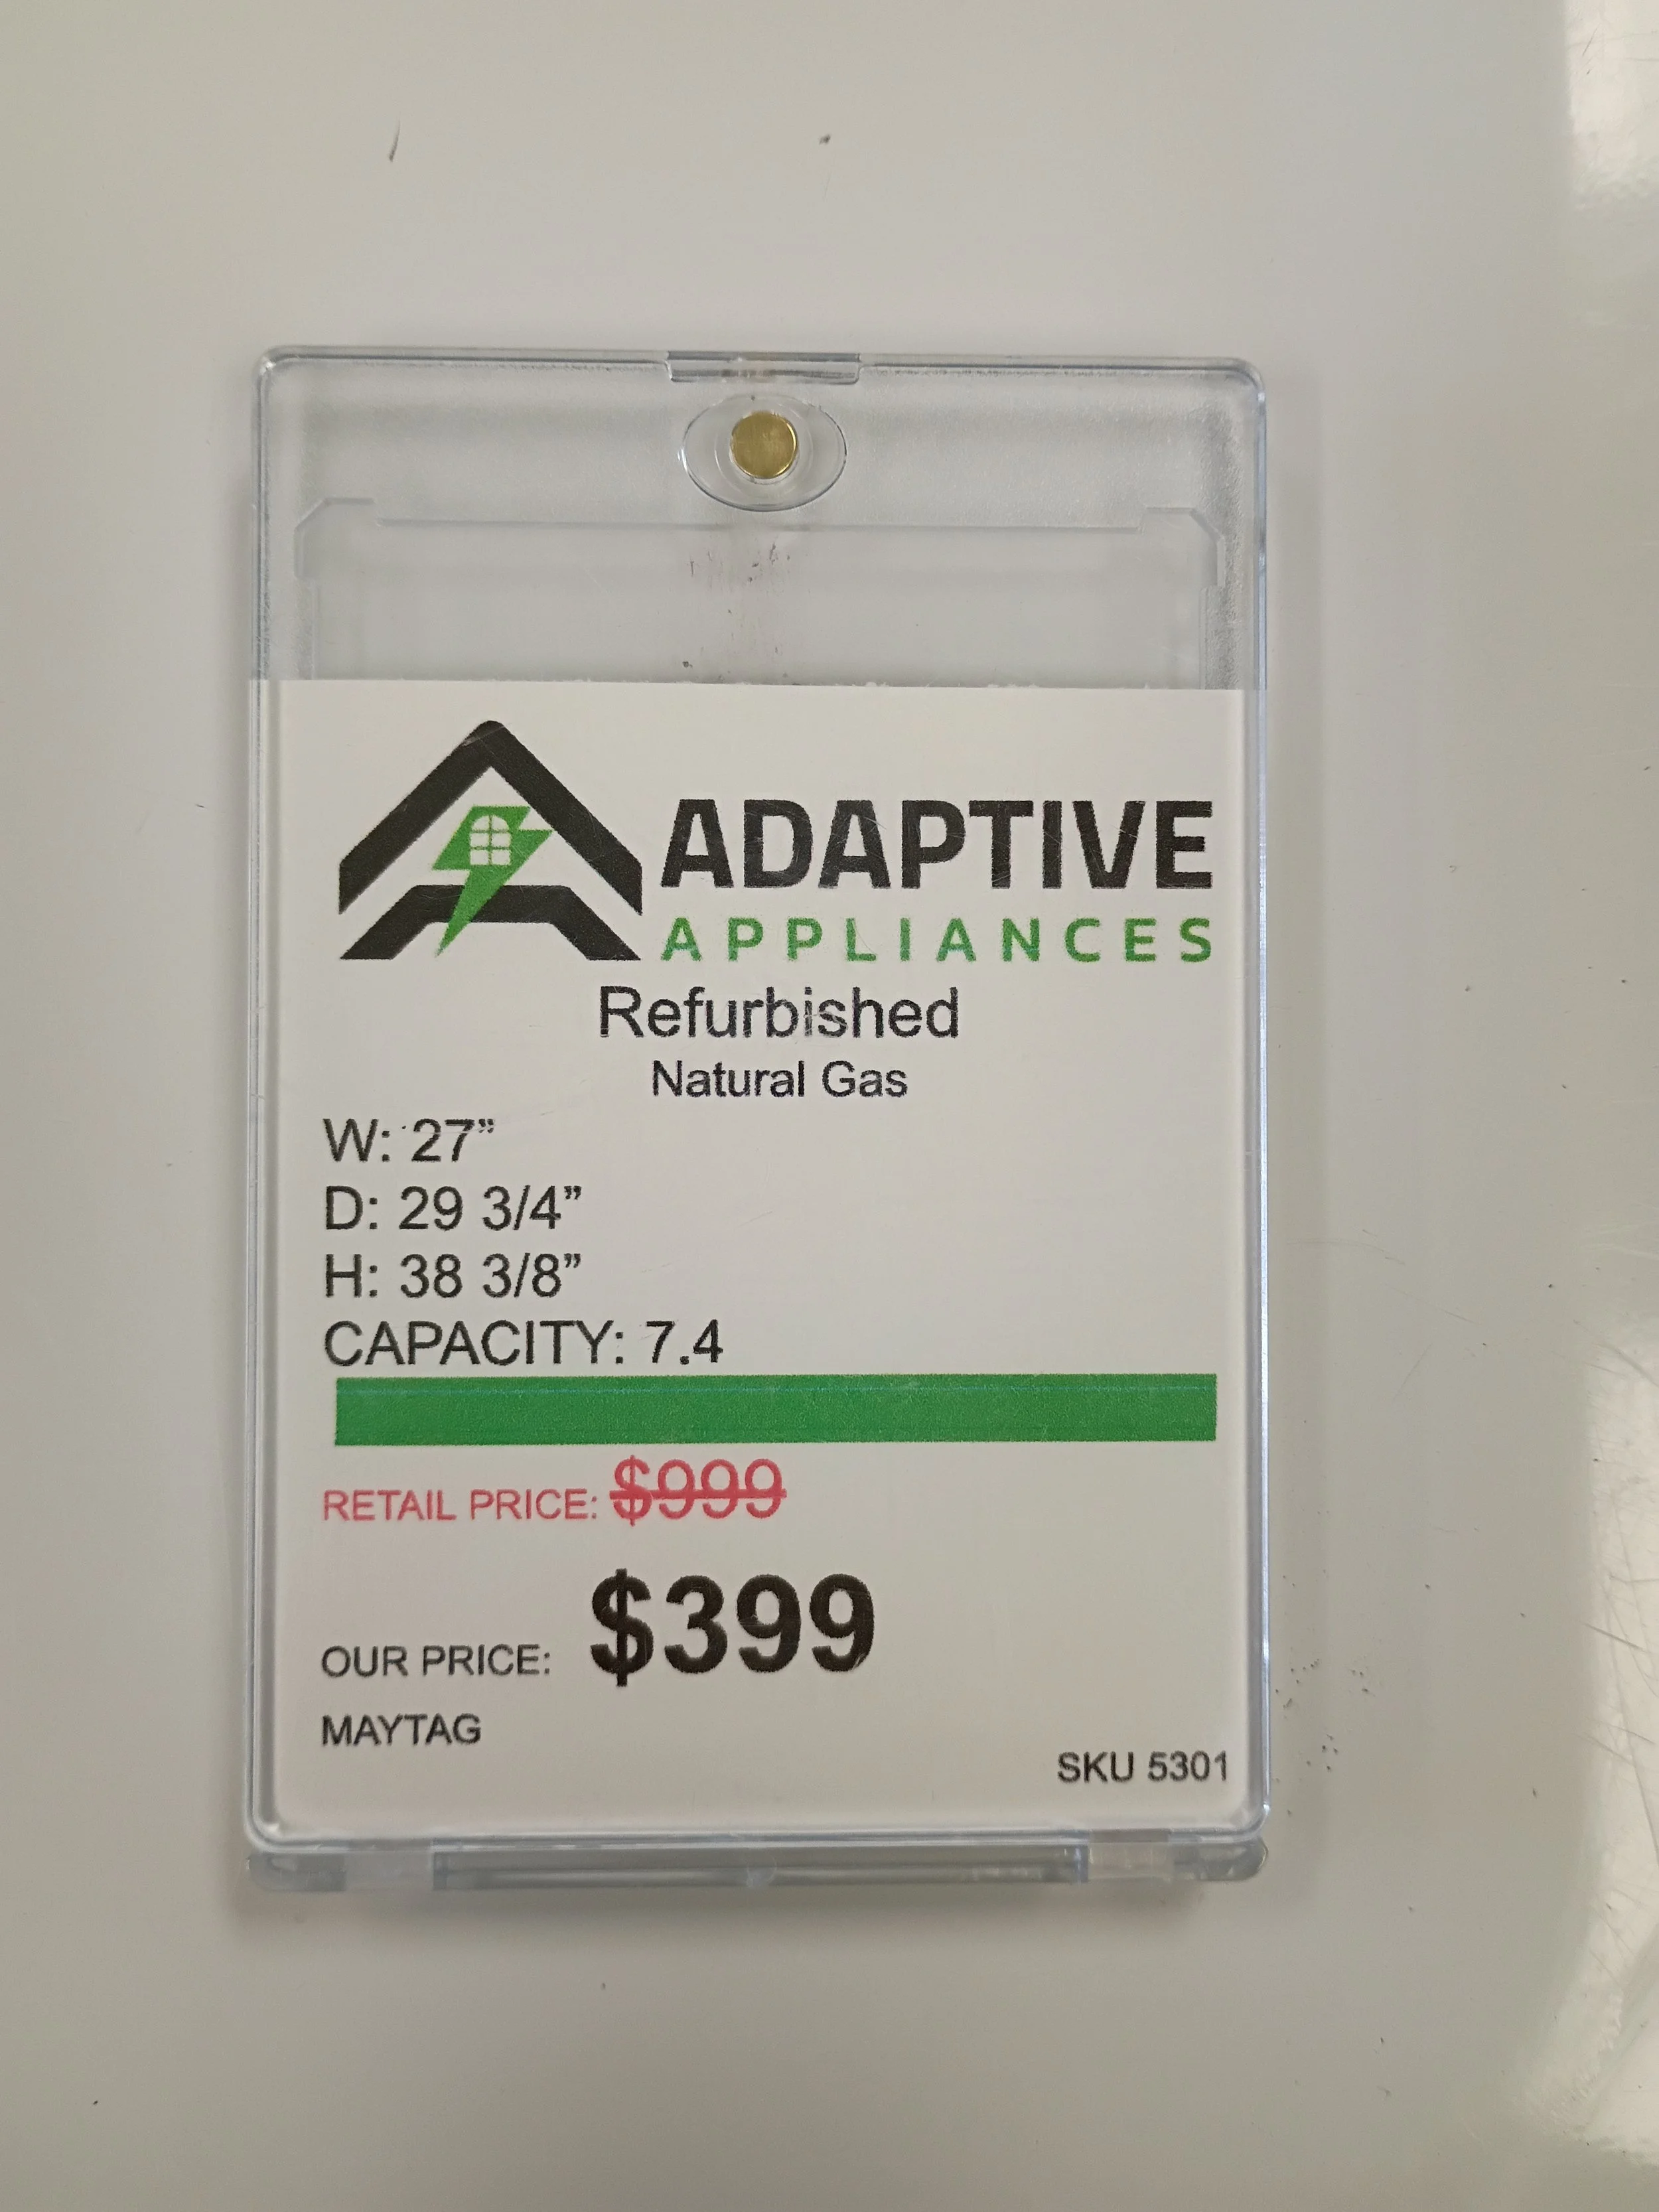 ADAPTIVE
APPLIANCES
Refurbished
Natural Gas
W: 27”
D: 29 3/4”
H: 38 3/8”
CAPACITY: 7.4
RETAIL PRICE: $999
OUR PRICE: $399
MAYTAG
SKU 5301